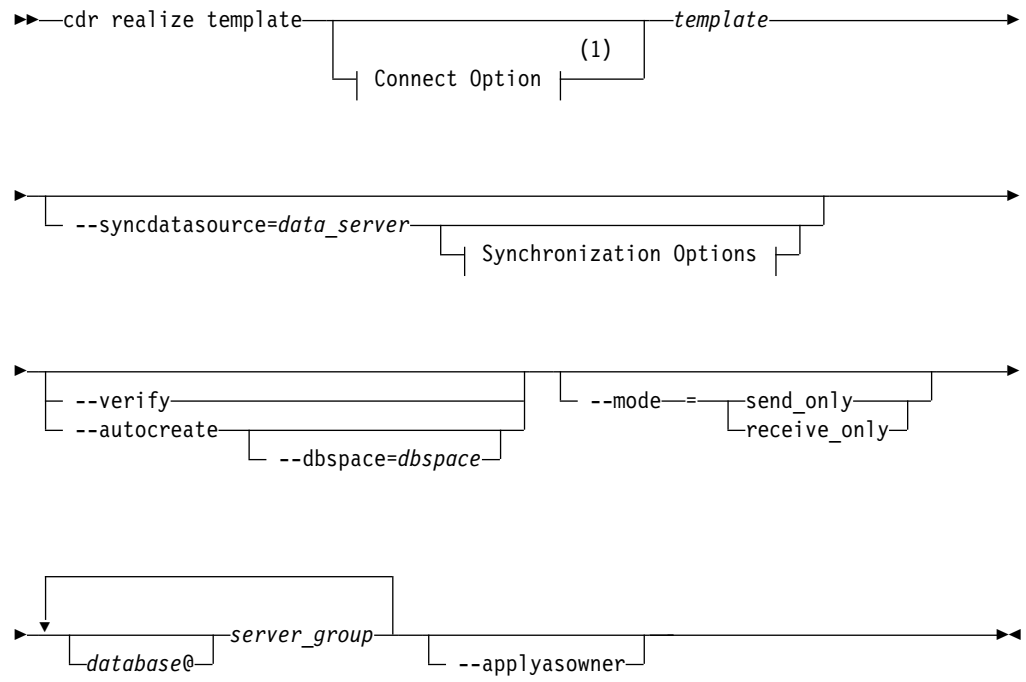 cdr realize template template
(1)
Connect Option
--syncdatasource=data_server
Synchronization Options
--verify --mode = send_only
--autocreate receive_only
--dbspace=dbspace
server_group
database@ --applyasowner